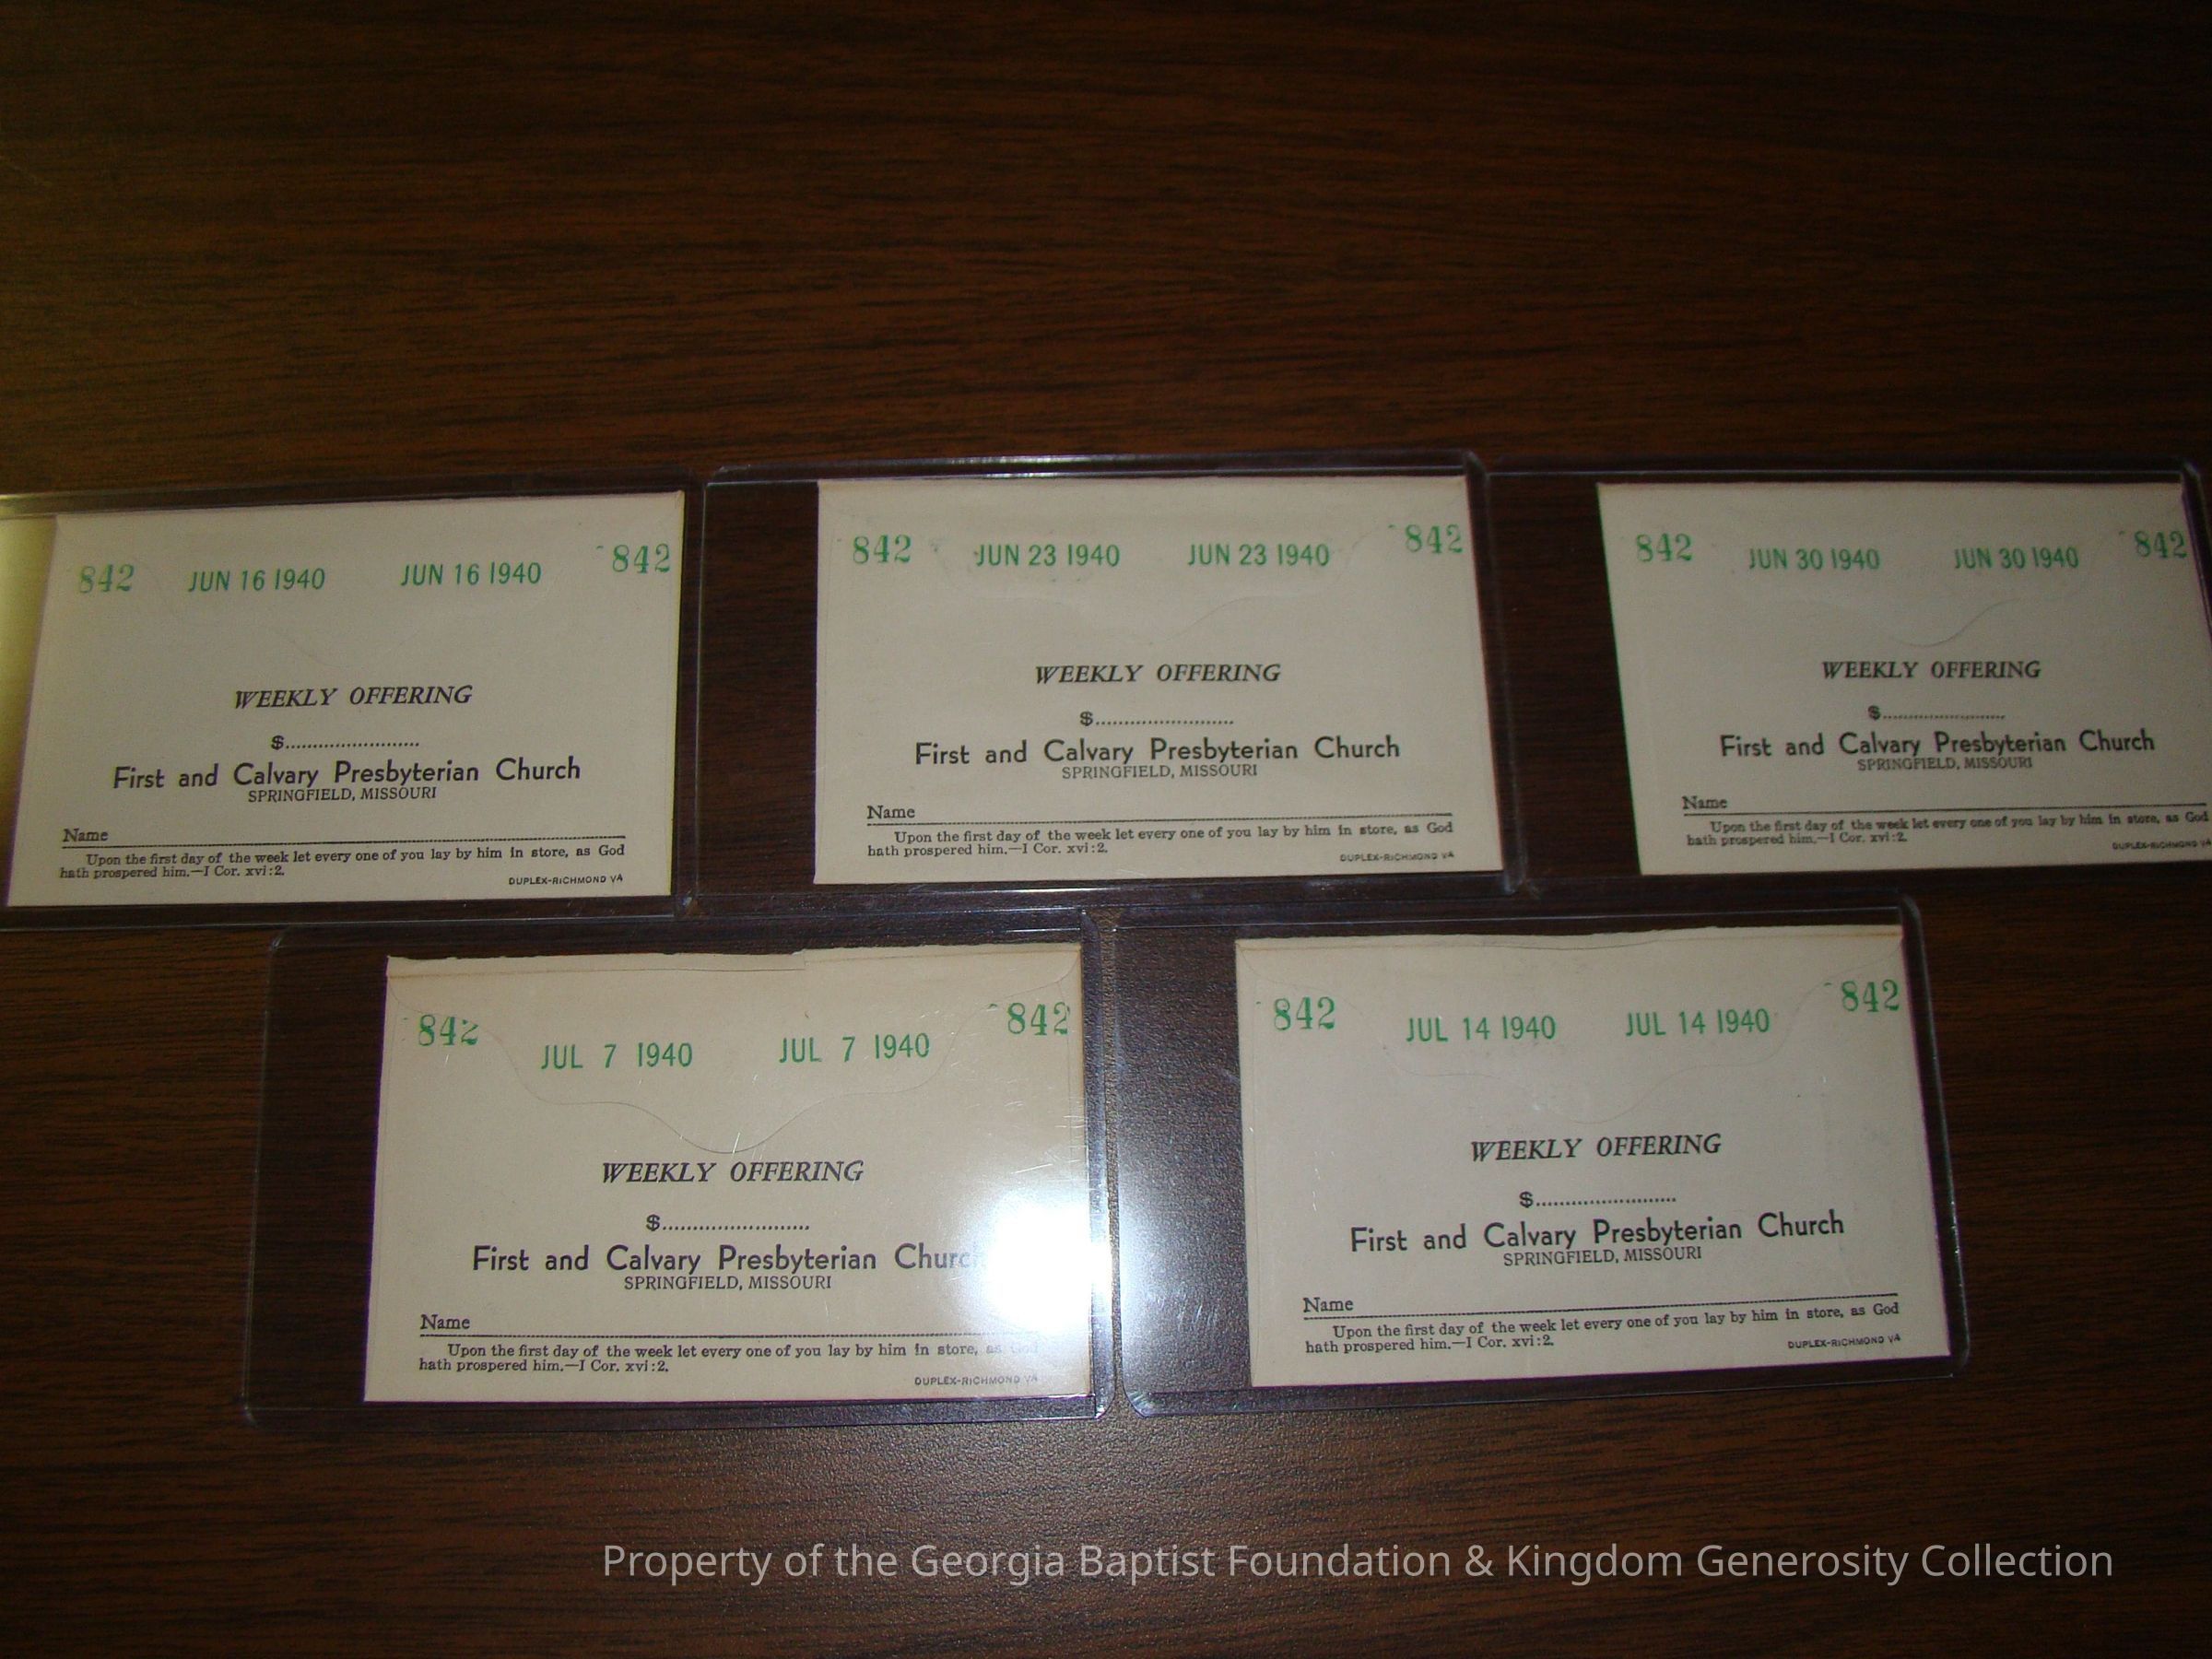 842 JUN 16 1940 JUN 16 1940 842
WEEKLY OFFERING
$........................
First and Calvary Presbyterian Church
SPRINGFIELD, MISSOURI
Name
Upon the first day of the week let every one of you lay by him in store, as God
hath prospered him.—I Cor. xvi:2.
DUPLEX-RICHMOND VA
842 JUN 23 1940 JUN 23 1940 842
WEEKLY OFFERING
$........................
First and Calvary Presbyterian Church
SPRINGFIELD, MISSOURI
Name
Upon the first day of the week let every one of you lay by him in store, as God
hath prospered him.—I Cor. xvi:2.
DUPLEX-RICHMOND VA
842 JUN 30 1940 JUN 30 1940 842
WEEKLY OFFERING
$........................
First and Calvary Presbyterian Church
SPRINGFIELD, MISSOURI
Name
Upon the first day of the week let every one of you lay by him in store, as God
hath prospered him.—I Cor. xvi:2.
DUPLEX-RICHMOND VA
842 JUL 7 1940 JUL 7 1940 842
WEEKLY OFFERING
$........................
First and Calvary Presbyterian Churc
SPRINGFIELD, MISSOURI
Name
Upon the first day of the week let every one of you lay by him in store, as God
hath prospered him.—I Cor. xvi:2.
DUPLEX-RICHMOND VA
842 JUL 14 1940 JUL 14 1940 842
WEEKLY OFFERING
$........................
First and Calvary Presbyterian Church
SPRINGFIELD, MISSOURI
Name
Upon the first day of the week let every one of you lay by him in store, as God
hath prospered him.—I Cor. xvi:2.
DUPLEX-RICHMOND VA
Property of the Georgia Baptist Foundation & Kingdom Generosity Collection